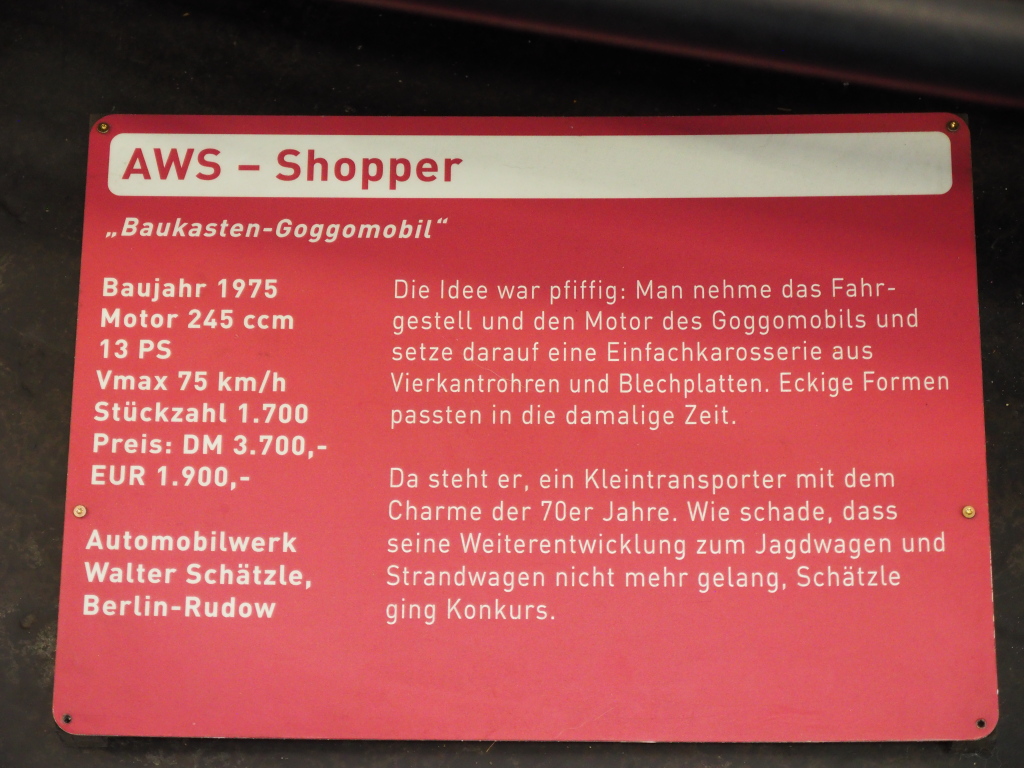 AWS – Shopper
„Baukasten-Goggomobil“
Baujahr 1975
Motor 245 ccm
13 PS
Vmax 75 km/h
Stückzahl 1.700
Preis: DM 3.700,-
EUR 1.900,-
Automobilwerk
Walter Schätzle,
Berlin-Rudow
Die Idee war pfiffig: Man nehme das Fahr-
gestell und den Motor des Goggomobils und
setze darauf eine Einfachkarosserie aus
Vierkantrohren und Blechplatten. Eckige Formen
passten in die damalige Zeit.
Da steht er, ein Kleintransporter mit dem
Charme der 70er Jahre. Wie schade, dass
seine Weiterentwicklung zum Jagdwagen und
Strandwagen nicht mehr gelang, Schätzle
ging Konkurs.